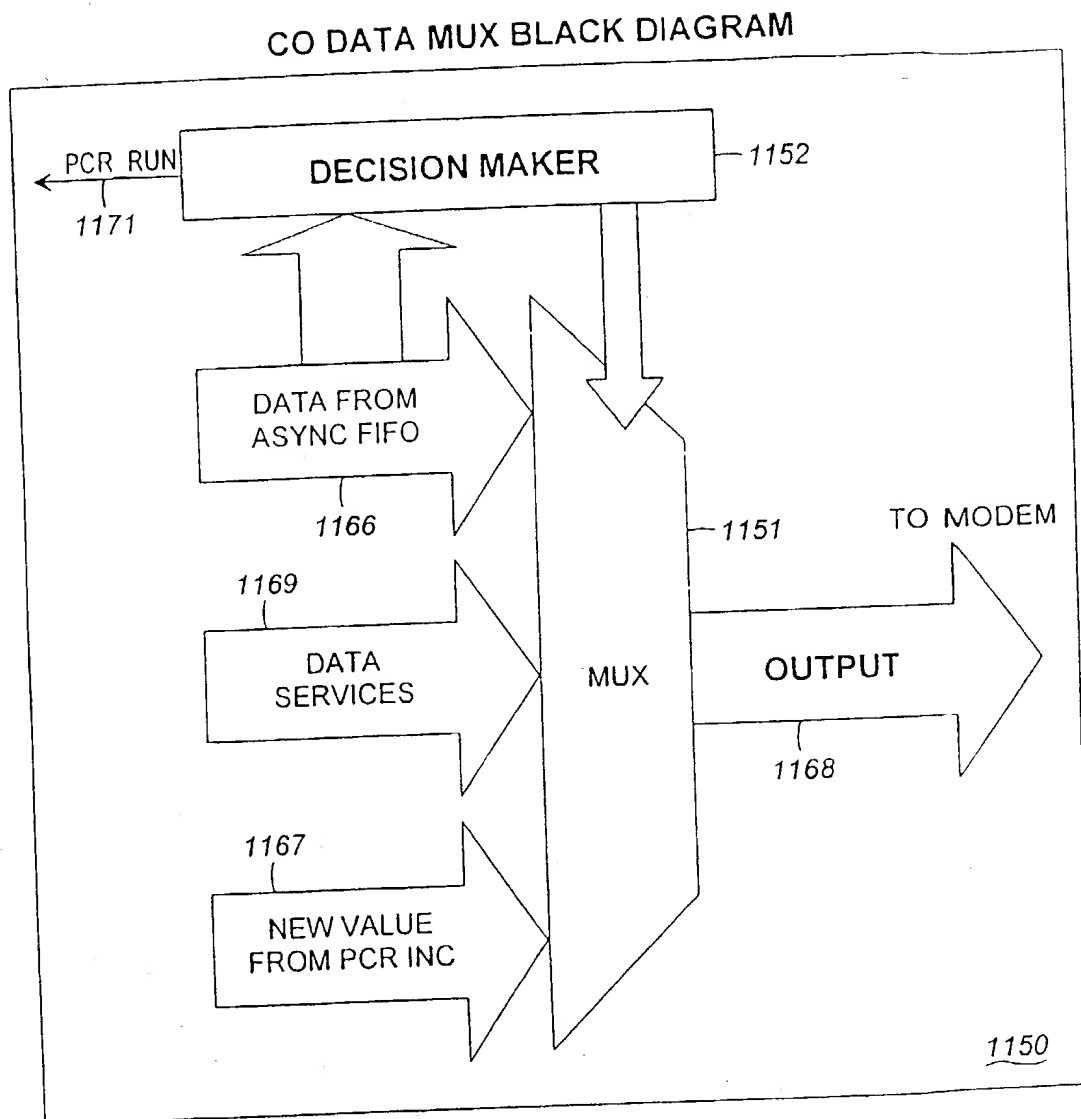 CO DATA MUX BLACK DIAGRAM
PCR RUN
1171
DECISION MAKER
1152
DATA FROM
ASYNC FIFO
1166
1151
TO MODEM
1169
DATA
SERVICES
MUX
OUTPUT
1168
1167
NEW VALUE
FROM PCR INC
1150